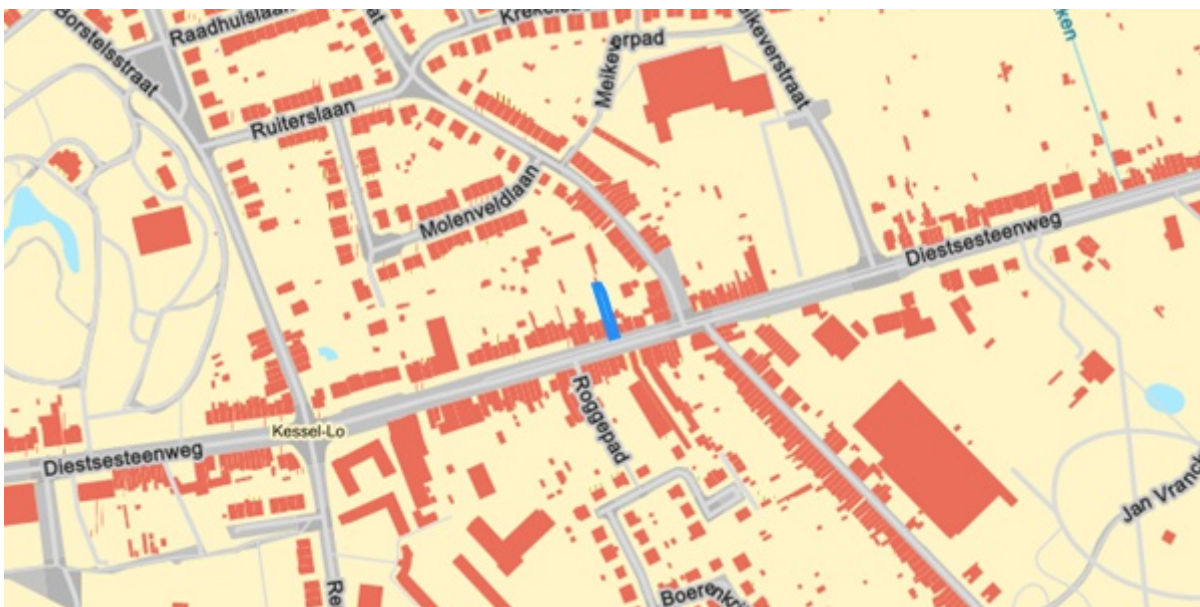 Raadhuislaan
Borstelsstraat
Meikeverpad
Ruiterslaan
Molenveldlaan
Diestsesteenweg
Kessel-Lo
Diestsesteenweg
Roggepad